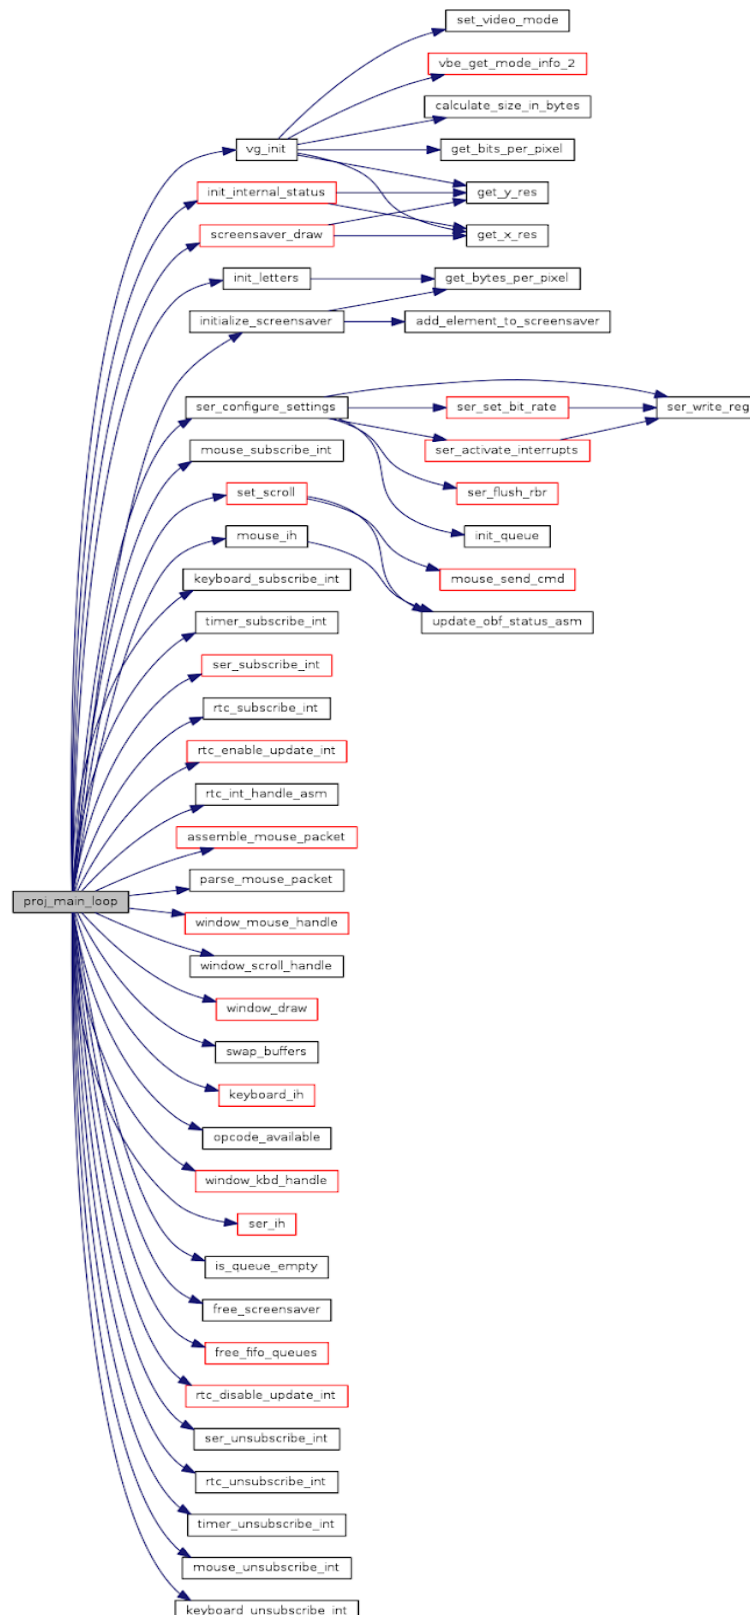 set_video_mode
vbe_get_mode_info_2
calculate_size_in_bytes
vg_init
get_bits_per_pixel
init_internal_status
get_y_res
screensaver_draw
get_x_res
init_letters
get_bytes_per_pixel
initialize_screensaver
add_element_to_screensaver
ser_configure_settings
ser_set_bit_rate
ser_write_reg
mouse_subscribe_int
ser_activate_interrupts
set_scroll
ser_flush_rbr
mouse_ih
init_queue
keyboard_subscribe_int
mouse_send_cmd
timer_subscribe_int
update_obf_status_asm
ser_subscribe_int
rtc_subscribe_int
rtc_enable_update_int
rtc_int_handle_asm
assemble_mouse_packet
parse_mouse_packet
proj_main_loop
window_mouse_handle
window_scroll_handle
window_draw
swap_buffers
keyboard_ih
opcode_available
window_kbd_handle
ser_ih
is_queue_empty
free_screensaver
free_fifo_queues
rtc_disable_update_int
ser_unsubscribe_int
rtc_unsubscribe_int
timer_unsubscribe_int
mouse_unsubscribe_int
keyboard_unsubscribe_int